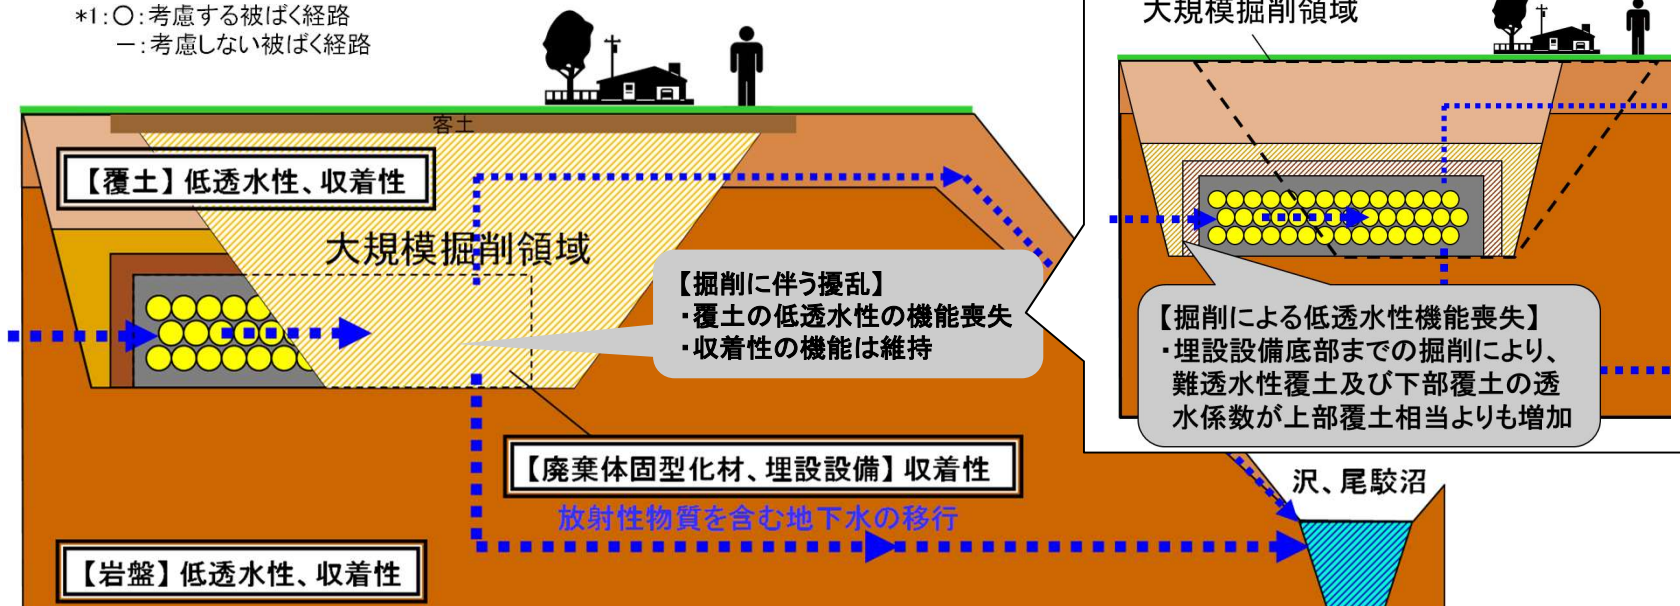 *1:○:考慮する被ばく経路
－:考慮しない被ばく経路
客土
【覆土】低透水性、収着性
大規模掘削領域
【掘削に伴う擾乱】
・覆土の低透水性の機能喪失
・収着性の機能は維持
【廃棄体固型化材、埋設設備】収着性
放射性物質を含む地下水の移行
【岩盤】低透水性、収着性
大規模掘削領域
【掘削による低透水性機能喪失】
・埋設設備底部までの掘削により、
難透水性覆土及び下部覆土の透
水係数が上部覆土相当よりも増加
沢、尾駮沼